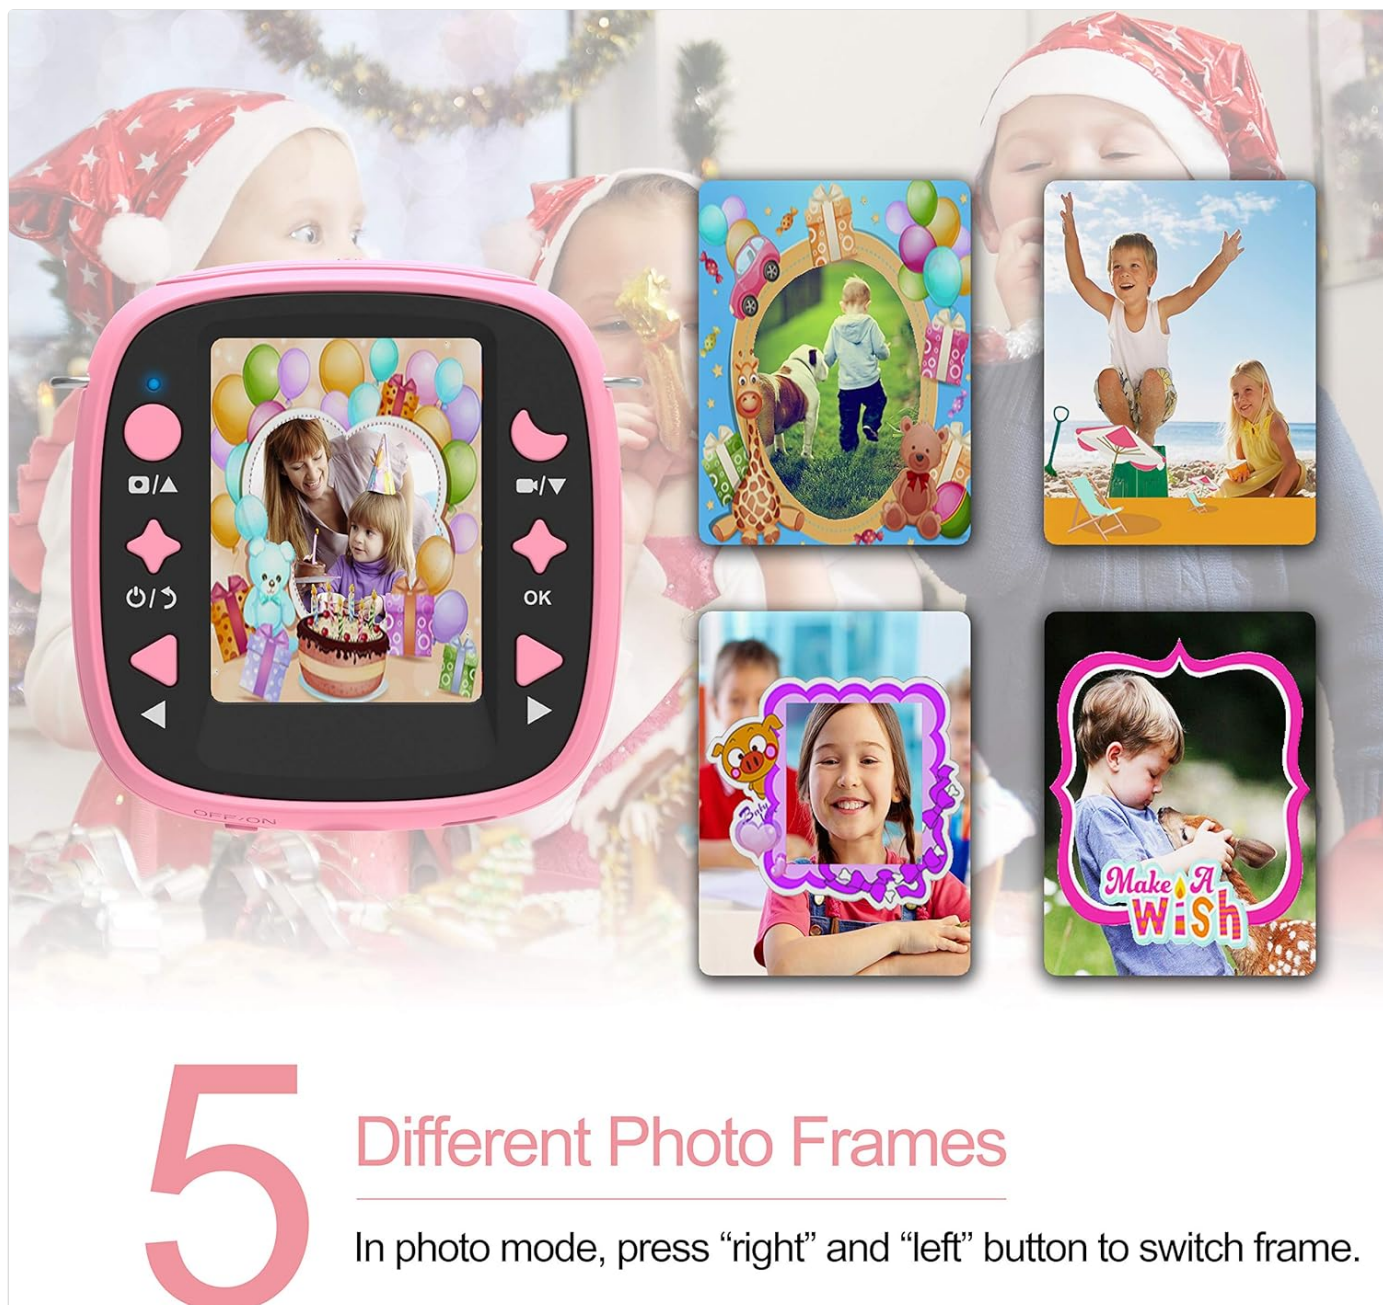 OK
OFF/ON
Make A
Wish
5
Different Photo Frames
In photo mode, press “right” and “left” button to switch frame.